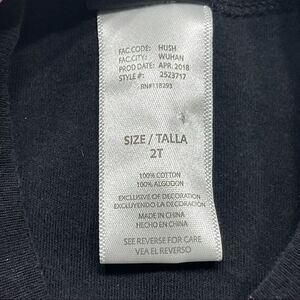 FAC.CODE: HUSH
FAC.CITY: WUHAN
PROD DATE: APR. 2018
STYLE #: 2523717
RN#118293
SIZE / TALLA
2T
100% COTTON
100% ALGODON
EXCLUSIVE OF DECORATION
EXCLUYENDO LA DECORACIÓN
MADE IN CHINA
HECHO EN CHINA
SEE REVERSE FOR CARE
VEA EL REVERSO